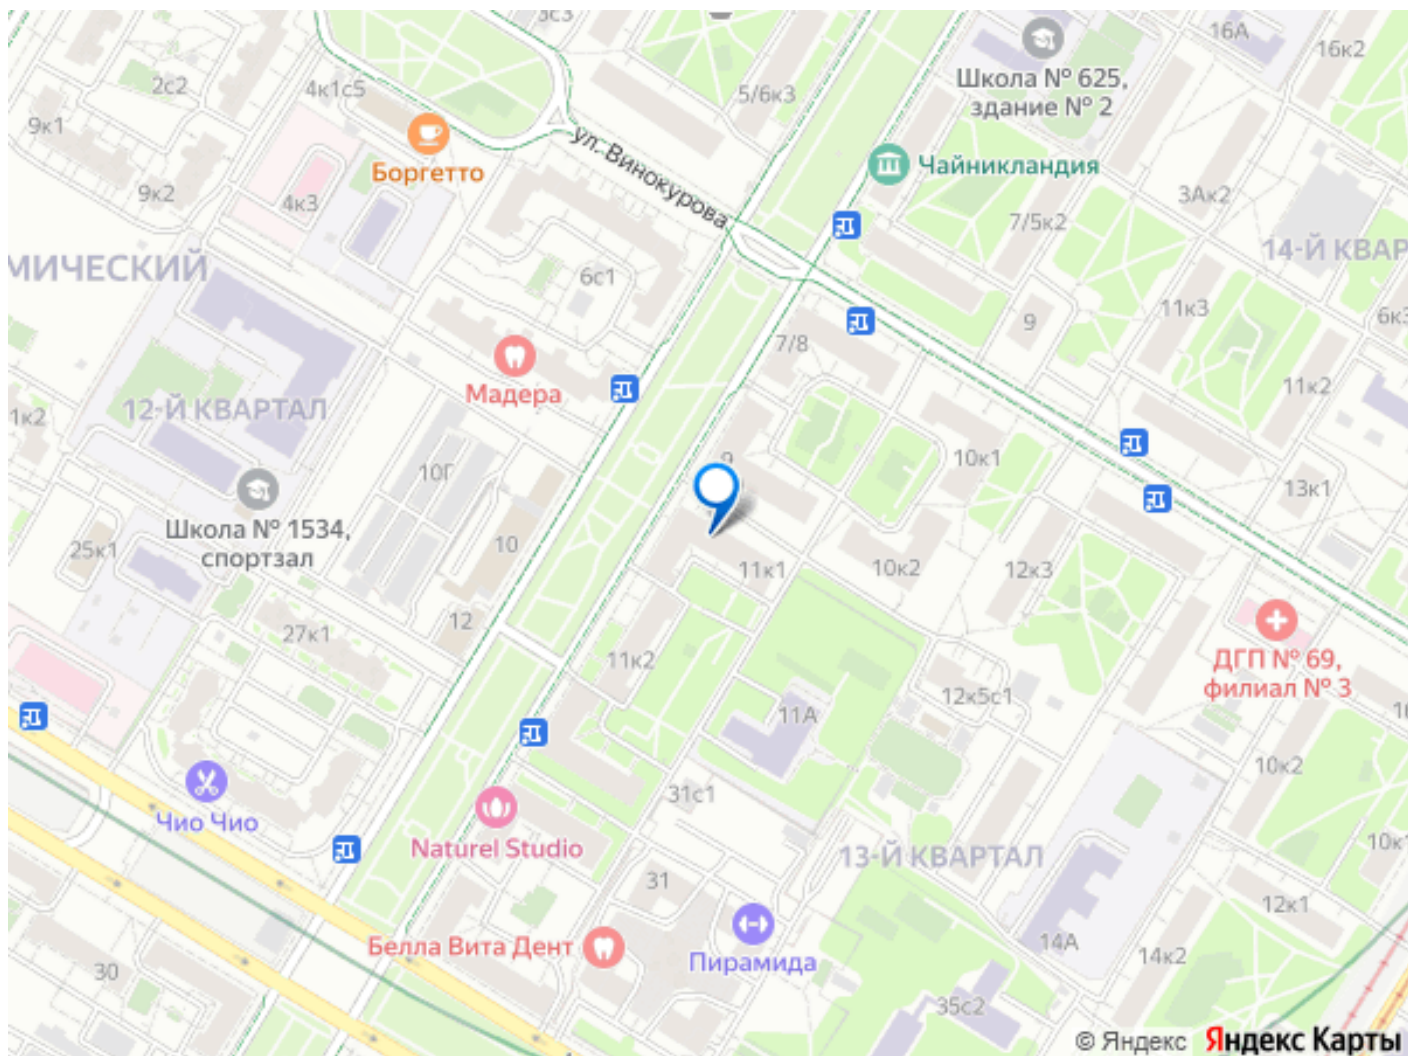 3с3
16А
16к2
2с2
4к1с5
5/6к3
Школа № 625,
здание № 2
9к1
ул. Винокурова
Боргетто
Чайникландия
9к2
4к3
3Ак2
7/5к2
14-Й КВАР
МИЧЕСКИЙ
6с1
11к3
6к3
9
7/8
Мадера
11к2
12-Й КВАРТАЛ
1к2
10Г
9
10к1
13к1
Школа № 1534,
спортзал
25к1
10
11к1
10к2
12к3
12
27к1
11к2
ДГП № 69,
филиал № 3
12к5с1
11А
16
10к2
31с1
Чио Чио
Naturel Studio
13-Й КВАРТАЛ
10к1
31
12к1
Белла Вита Дент
Пирамида
14А
14к2
30
35с2
© Яндекс Яндекс Карты